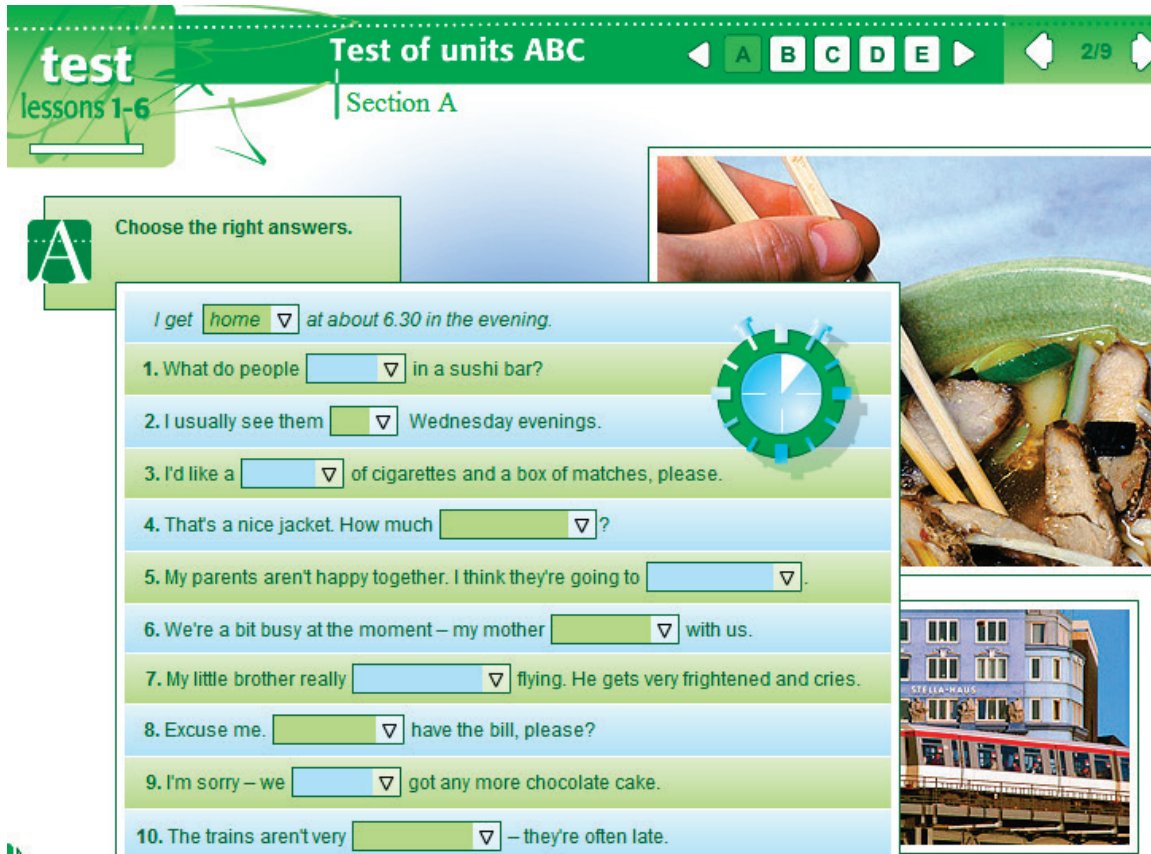 test
lessons 1-6
Test of units ABC
A B C D E
2/9
Section A
A
Choose the right answers.
I get home at about 6.30 in the evening.
1. What do people in a sushi bar?
2. I usually see them Wednesday evenings.
3. I'd like a of cigarettes and a box of matches, please.
4. That's a nice jacket. How much ?
5. My parents aren't happy together. I think they're going to .
6. We're a bit busy at the moment – my mother with us.
7. My little brother really flying. He gets very frightened and cries.
8. Excuse me. have the bill, please?
9. I'm sorry – we got any more chocolate cake.
10. The trains aren't very – they're often late.
STELLA-HAUS